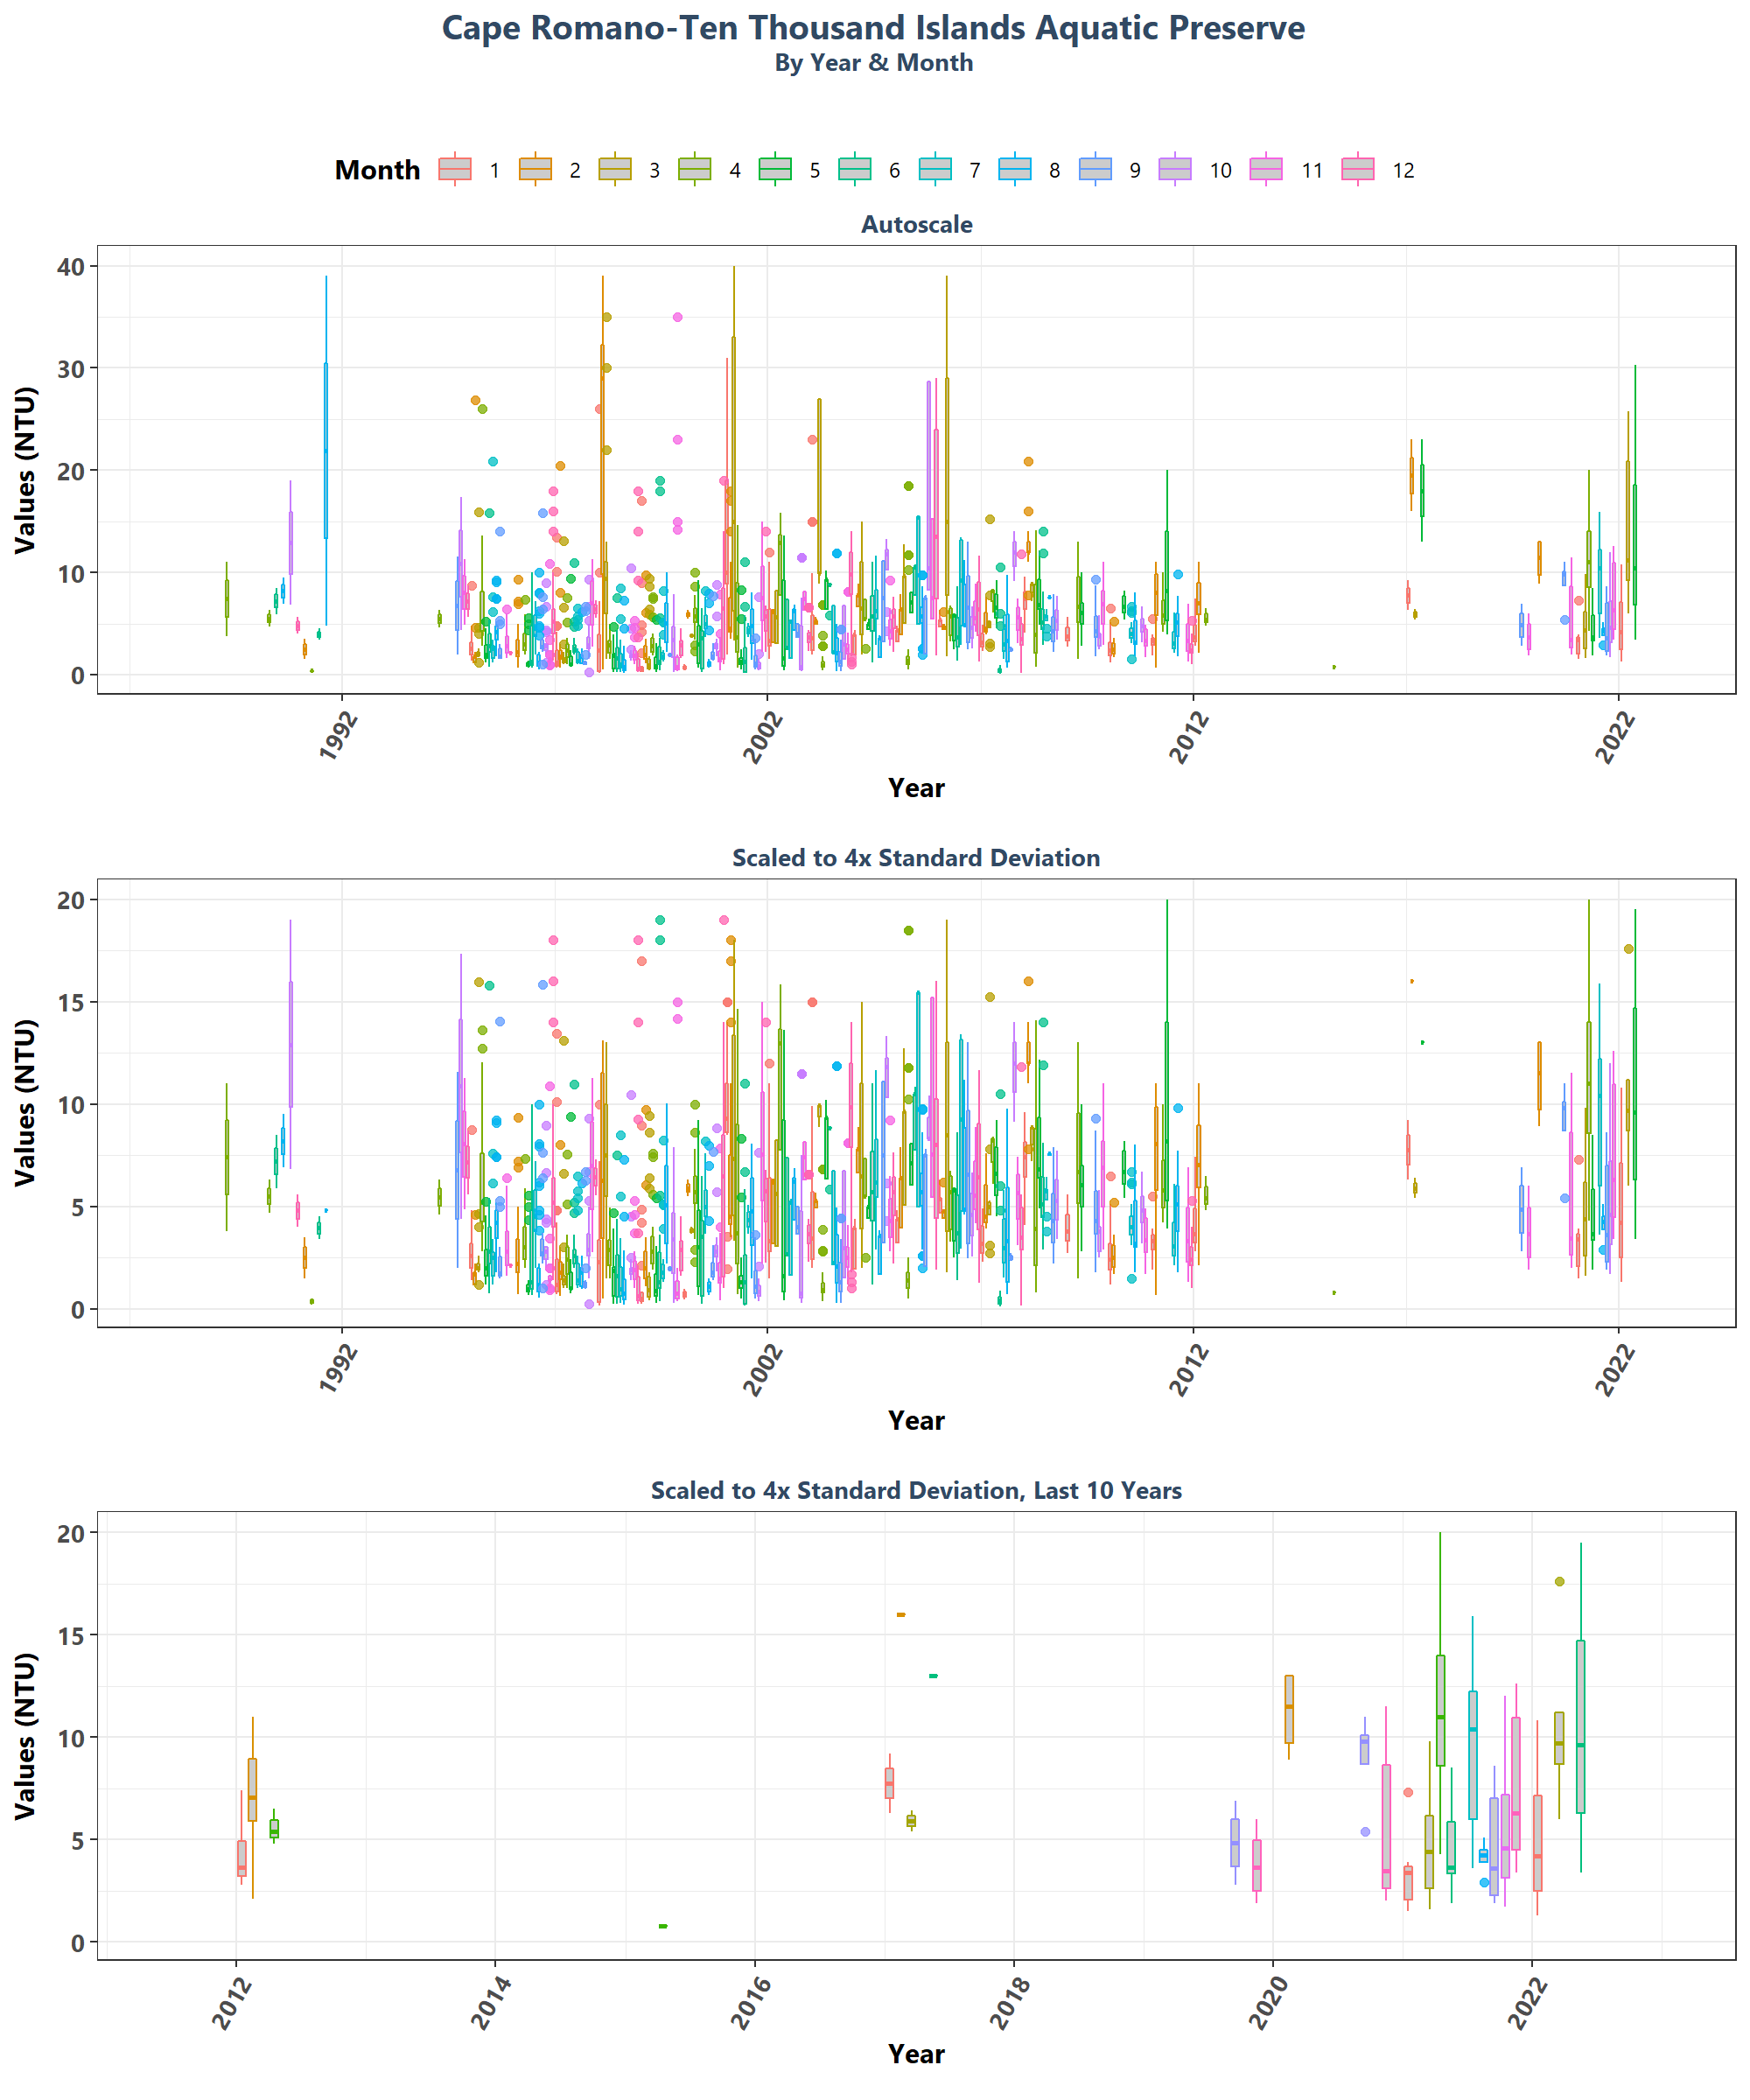 Cape Romano-Ten Thousand Islands Aquatic Preserve
By Year & Month
Month 1 2 3 4 5 6 7 8 9 10 11 12
Autoscale
Values (NTU)
40
30
20
10
0
1992 2002 2012 2022
Year
Scaled to 4x Standard Deviation
Values (NTU)
20
15
10
5
0
1992 2002 2012 2022
Year
Scaled to 4x Standard Deviation, Last 10 Years
Values (NTU)
20
15
10
5
0
2012 2014 2016 2018 2020 2022
Year